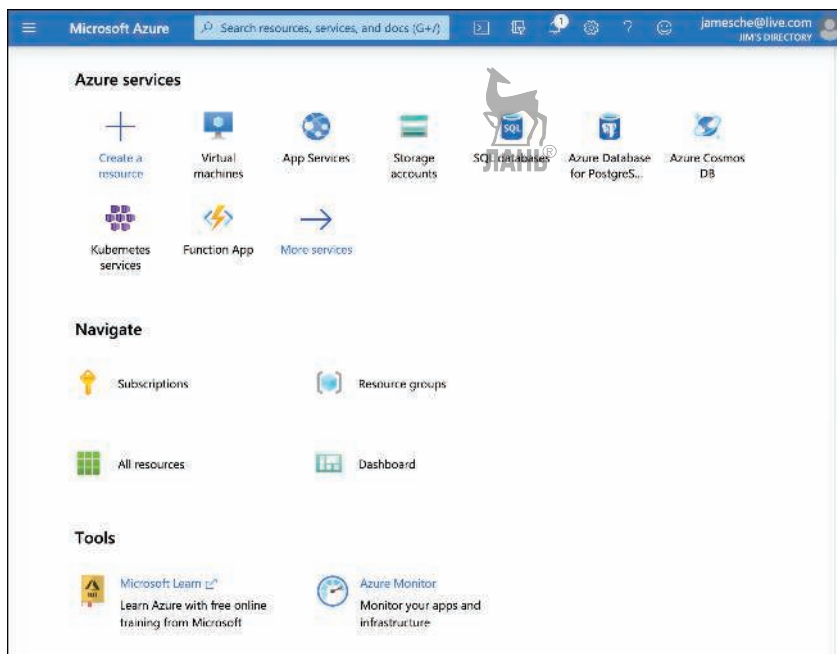 Microsoft Azure
Search resources, services, and docs (G+/)
1
jamesche@live.com
JIM'S DIRECTORY
Azure services
Create a
resource
Virtual
machines
App Services
Storage
accounts
SQL
SQL databases
Azure Database
for PostgreS...
Azure Cosmos
DB
ЛАНЬ®
Kubernetes
services
Function App
More services
Navigate
Subscriptions
Resource groups
All resources
Dashboard
Tools
Microsoft Learn
Learn Azure with free online
training from Microsoft
Azure Monitor
Monitor your apps and
infrastructure